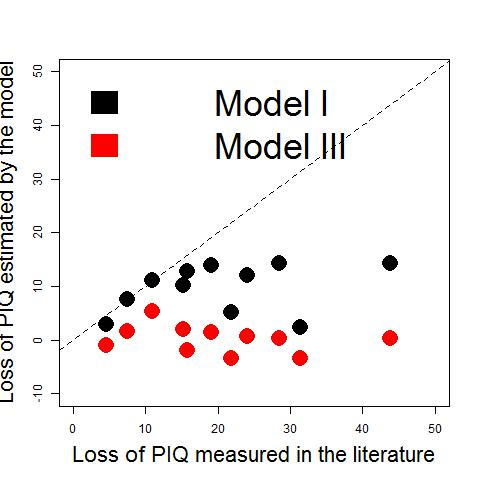 Loss of PIQ estimated by the model
50
40
30
20
10
0
-10
Model I
Model III
0 10 20 30 40 50
Loss of PIQ measured in the literature